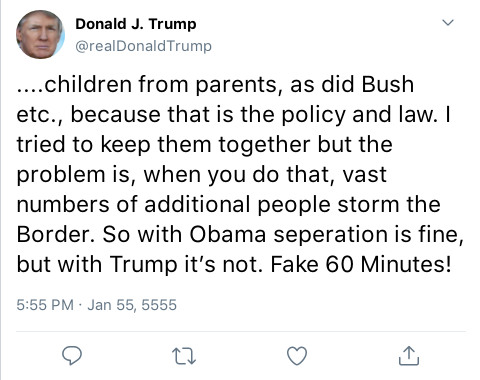 Donald J. Trump
@realDonaldTrump
....children from parents, as did Bush
etc., because that is the policy and law. I
tried to keep them together but the
problem is, when you do that, vast
numbers of additional people storm the
Border. So with Obama seperation is fine,
but with Trump it’s not. Fake 60 Minutes!
5:55 PM · Jan 55, 5555